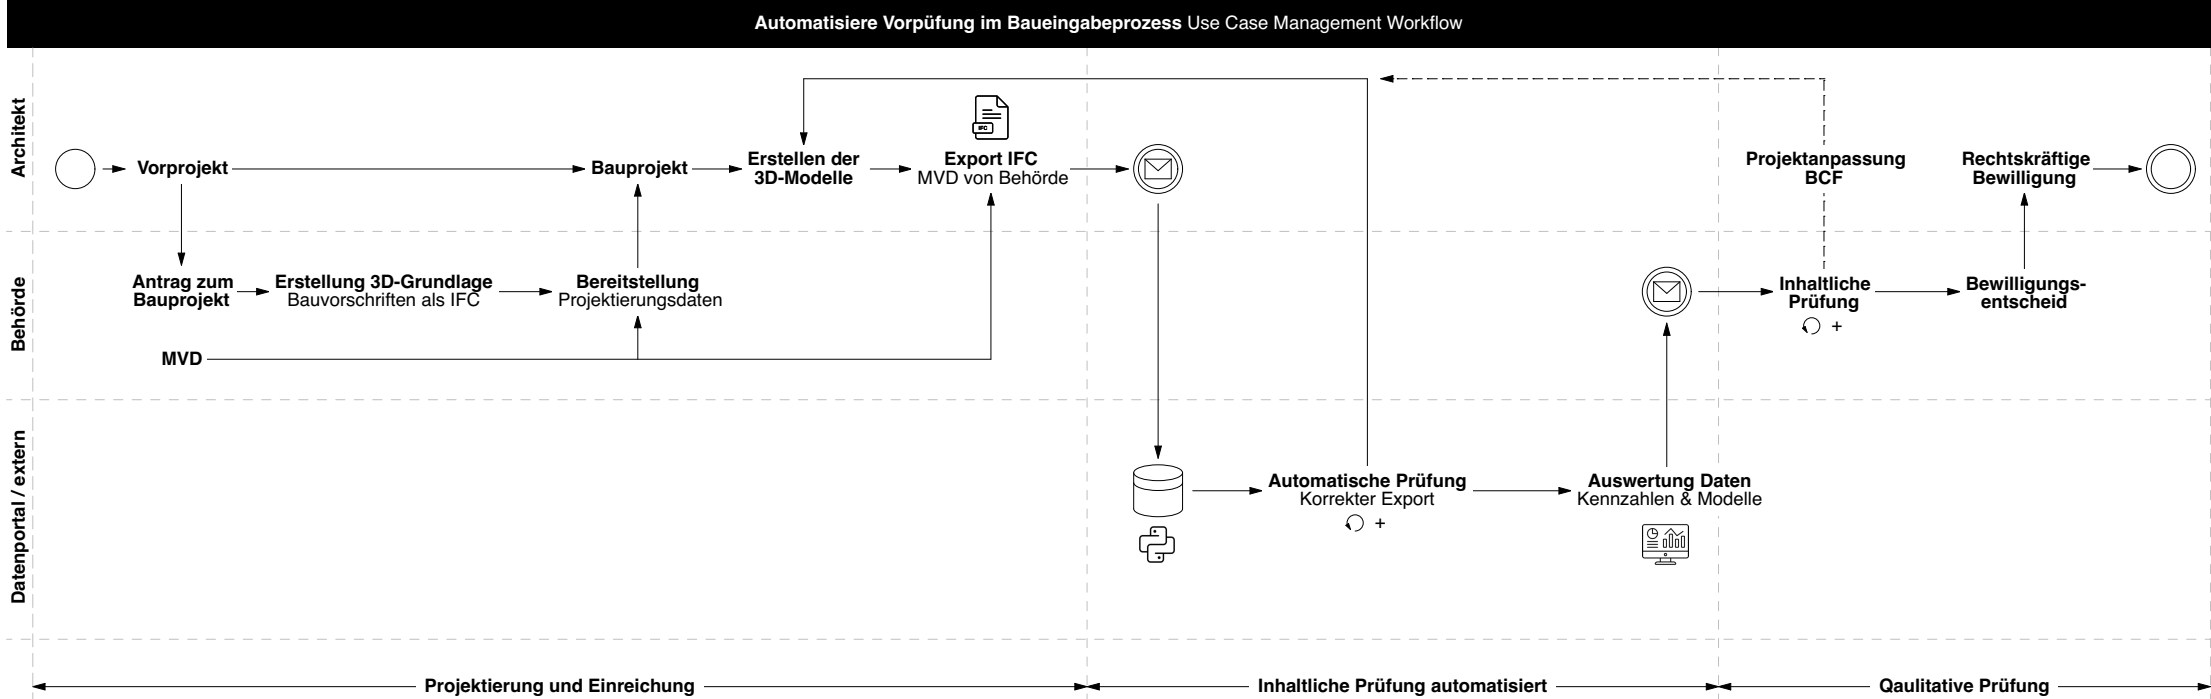 Automatisiere Vorpüfung im Baueingabeprozess Use Case Management Workflow
Architekt
Vorprojekt
Bauprojekt
Erstellen der
3D-Modelle
IFC
Export IFC
MVD von Behörde
Projektanpassung
BCF
Rechtskräftige
Bewilligung
Behörde
Antrag zum
Bauprojekt
Erstellung 3D-Grundlage
Bauvorschriften als IFC
Bereitstellung
Projektierungsdaten
Inhaltliche
Prüfung
+
Bewilligungs-
entscheid
MVD
Datenportal / extern
Automatische Prüfung
Korrekter Export
+
Auswertung Daten
Kennzahlen & Modelle
Projektierung und Einreichung
Inhaltliche Prüfung automatisiert
Qaulitative Prüfung